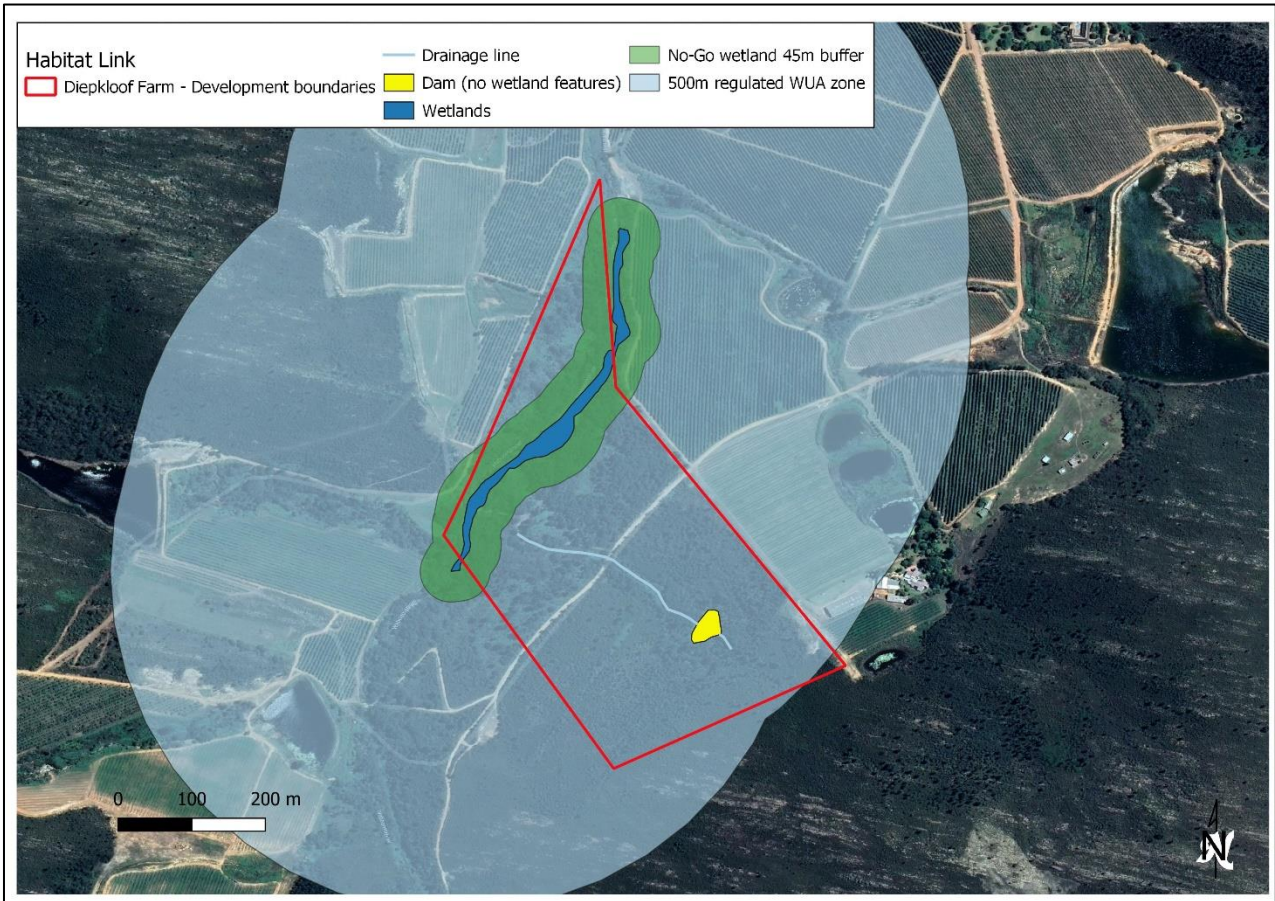 Habitat Link
Diepkloof Farm - Development boundaries
Drainage line
Dam (no wetland features)
Wetlands
No-Go wetland 45m buffer
500m regulated WUA zone
0 100 200 m
N